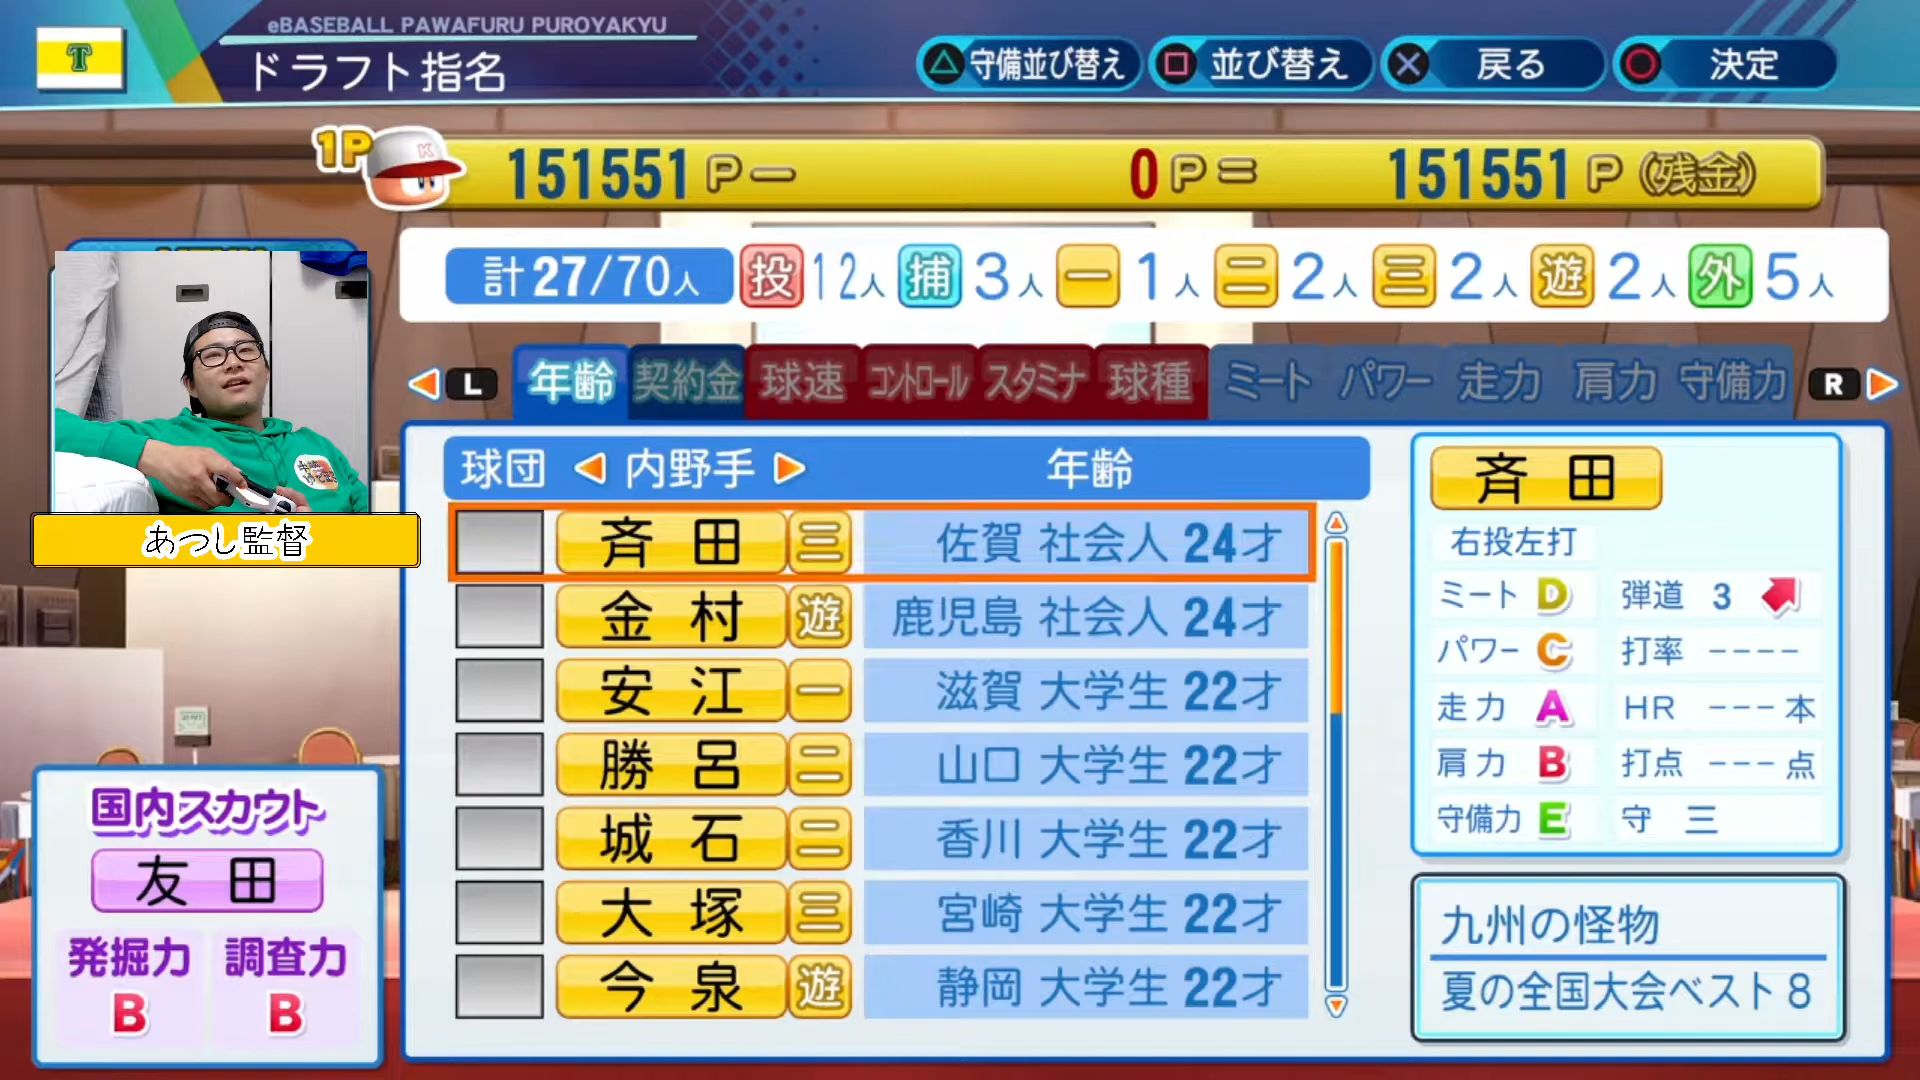 eBASEBALL PAWAFURU PUROYAKYU
T
ドラフト指名
守備並び替え 並び替え 戻る 決定
1P K 151551 P － 0 P ＝ 151551 P (残金)
計27/70人 投12人 捕3人 一1人 二2人 三2人 遊2人 外5人
L 年齢 契約金 球速 コントロール スタミナ 球種 ミート パワー 走力 肩力 守備力 R
球団 内野手 年齢
斉田 三 佐賀 社会人 24才
金村 遊 鹿児島 社会人 24才
安江 一 滋賀 大学生 22才
勝呂 二 山口 大学生 22才
城石 二 香川 大学生 22才
大塚 三 宮崎 大学生 22才
今泉 遊 静岡 大学生 22才
斉田
右投左打
ミート D 弾道 3
パワー C 打率 ----
走力 A HR ---本
肩力 B 打点 ---点
守備力 E 守 三
九州の怪物
夏の全国大会ベスト8
あつし監督
国内スカウト
友田
発掘力 調査力
B B